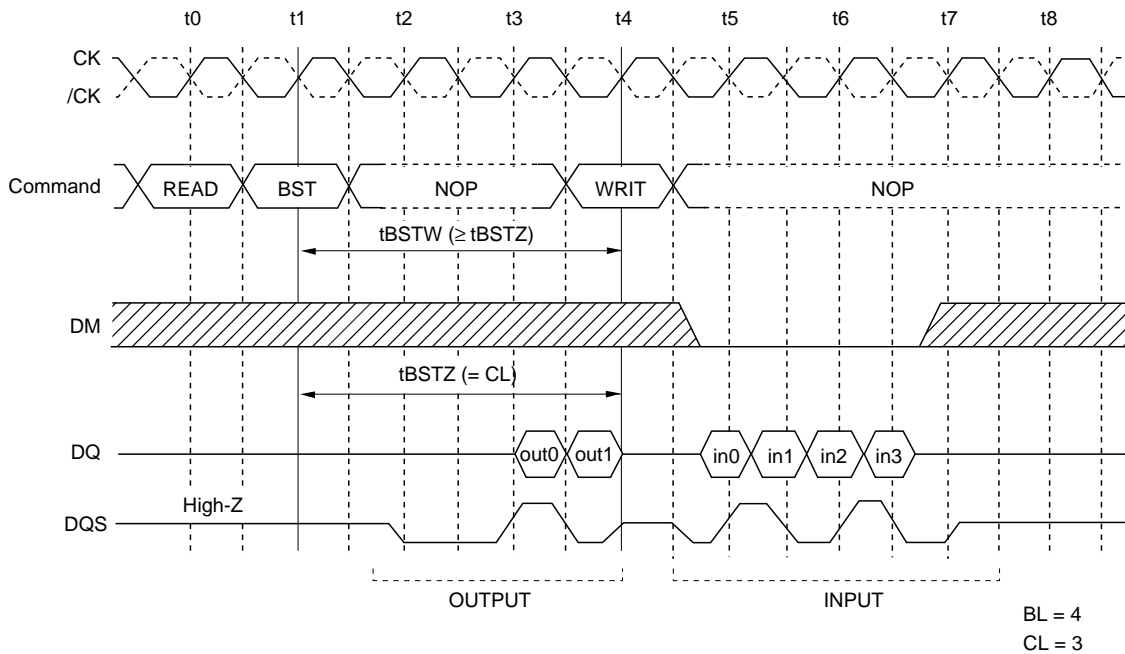 t0 t1 t2 t3 t4 t5 t6 t7 t8
CK
/CK
Command READ BST NOP WRIT NOP
tBSTW (≥ tBSTZ)
DM
tBSTZ (= CL)
DQ out0 out1 in0 in1 in2 in3
High-Z
DQS
OUTPUT INPUT
BL = 4
CL = 3